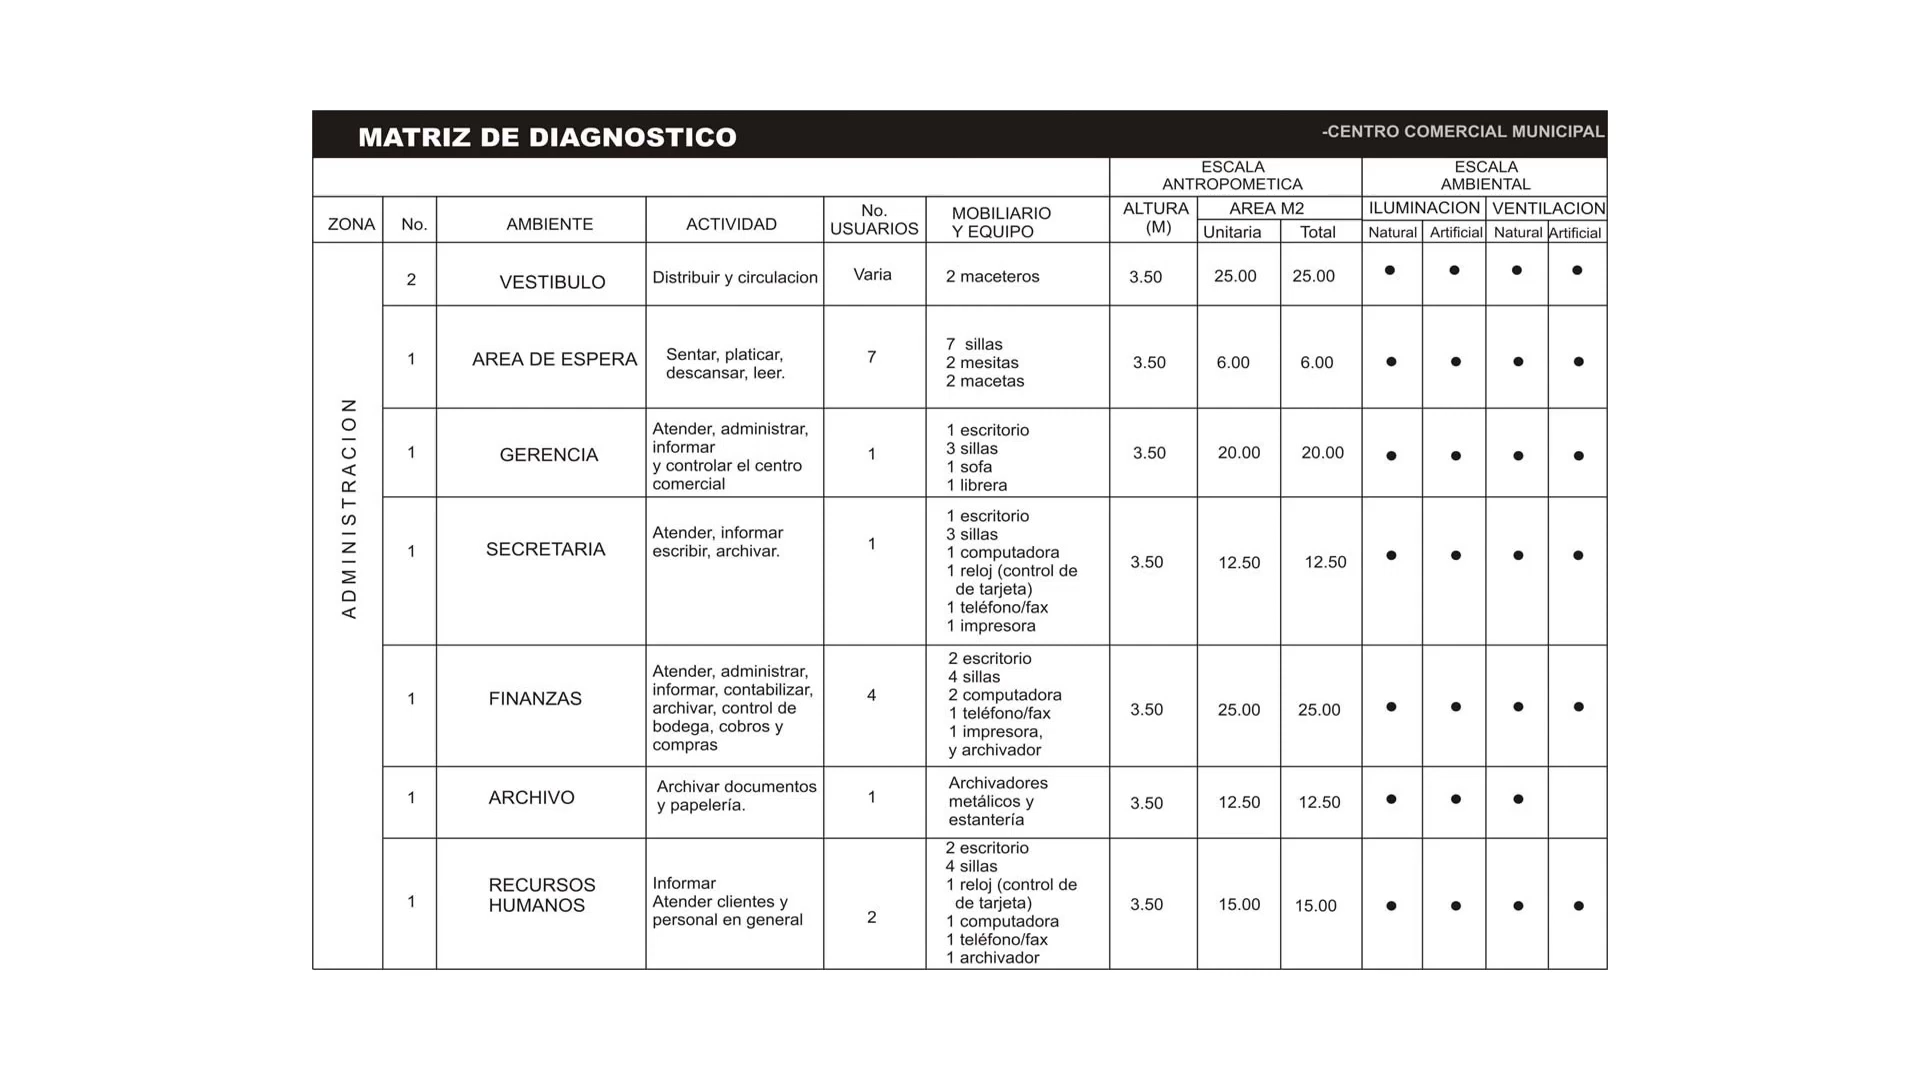 MATRIZ DE DIAGNOSTICO
-CENTRO COMERCIAL MUNICIPAL
ESCALA
ANTROPOMETICA
ESCALA
AMBIENTAL
ZONA
No.
AMBIENTE
ACTIVIDAD
No.
USUARIOS
MOBILIARIO
Y EQUIPO
ALTURA
(M)
AREA M2
Unitaria
Total
ILUMINACION
VENTILACION
Natural
Artificial
Natural
Artificial
ADMINISTRACION
2
VESTIBULO
Distribuir y circulacion
Varia
2 maceteros
3.50
25.00
25.00
1
AREA DE ESPERA
Sentar, platicar,
descansar, leer.
7
7 sillas
2 mesitas
2 macetas
3.50
6.00
6.00
1
GERENCIA
Atender, administrar,
informar
y controlar el centro
comercial
1
1 escritorio
3 sillas
1 sofa
1 librera
3.50
20.00
20.00
1
SECRETARIA
Atender, informar
escribir, archivar.
1
1 escritorio
3 sillas
1 computadora
1 reloj (control de
de tarjeta)
1 teléfono/fax
1 impresora
3.50
12.50
12.50
1
FINANZAS
Atender, administrar,
informar, contabilizar,
archivar, control de
bodega, cobros y
compras
4
2 escritorio
4 sillas
2 computadora
1 teléfono/fax
1 impresora,
y archivador
3.50
25.00
25.00
1
ARCHIVO
Archivar documentos
y papelería.
1
Archivadores
metálicos y
estantería
3.50
12.50
12.50
1
RECURSOS
HUMANOS
Informar
Atender clientes y
personal en general
2
2 escritorio
4 sillas
1 reloj (control de
de tarjeta)
1 computadora
1 teléfono/fax
1 archivador
3.50
15.00
15.00